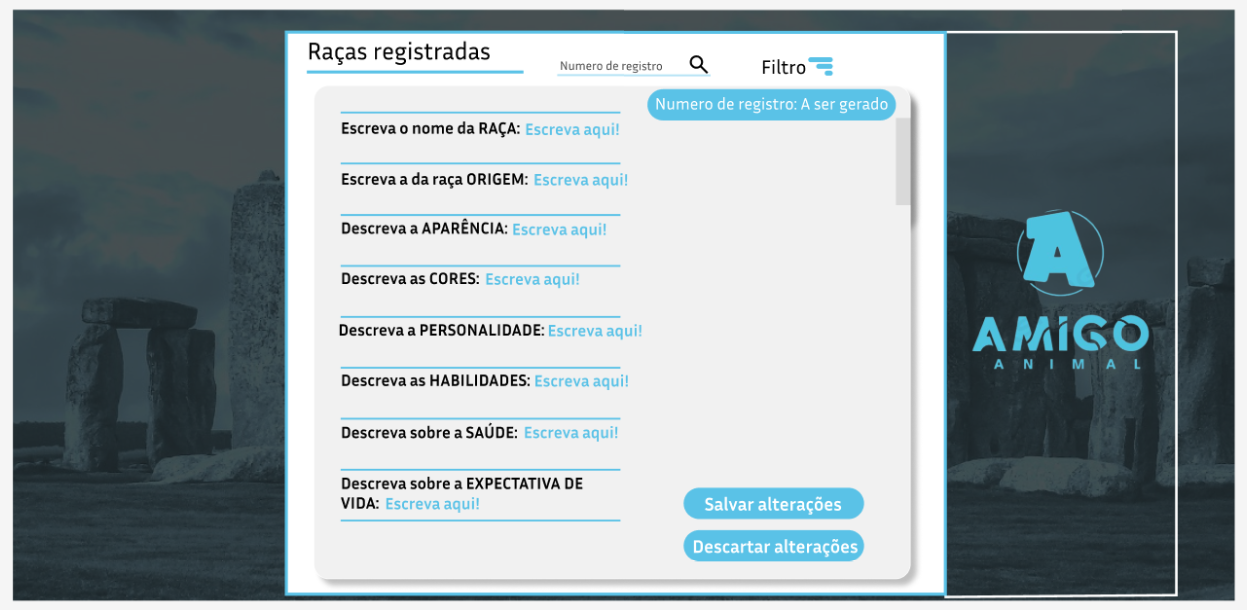 Raças registradas
Numero de registro
Filtro
Numero de registro: A ser gerado
Escreva o nome da RAÇA: Escreva aqui!
Escreva a da raça ORIGEM: Escreva aqui!
Descreva a APARÊNCIA: Escreva aqui!
Descreva as CORES: Escreva aqui!
Descreva a PERSONALIDADE: Escreva aqui!
Descreva as HABILIDADES: Escreva aqui!
Descreva sobre a SAÚDE: Escreva aqui!
Descreva sobre a EXPECTATIVA DE
VIDA: Escreva aqui!
Salvar alterações
Descartar alterações
A
AMIGO
ANIMAL